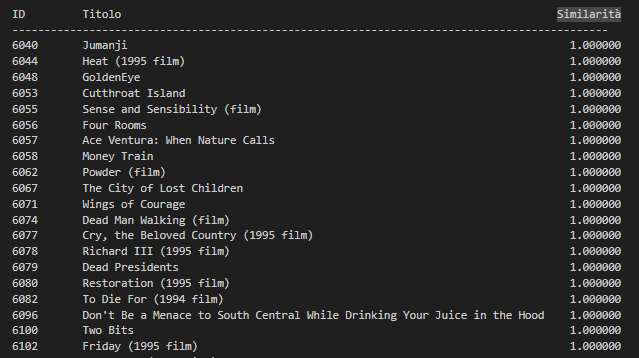 ID Titolo Similarità
--------------------------------------------------------------------------------
6040 Jumanji 1.000000
6044 Heat (1995 film) 1.000000
6048 GoldenEye 1.000000
6053 Cutthroat Island 1.000000
6055 Sense and Sensibility (film) 1.000000
6056 Four Rooms 1.000000
6057 Ace Ventura: When Nature Calls 1.000000
6058 Money Train 1.000000
6062 Powder (film) 1.000000
6067 The City of Lost Children 1.000000
6071 Wings of Courage 1.000000
6074 Dead Man Walking (film) 1.000000
6077 Cry, the Beloved Country (1995 film) 1.000000
6078 Richard III (1995 film) 1.000000
6079 Dead Presidents 1.000000
6080 Restoration (1995 film) 1.000000
6082 To Die For (1994 film) 1.000000
6096 Don't Be a Menace to South Central While Drinking Your Juice in the Hood 1.000000
6100 Two Bits 1.000000
6102 Friday (1995 film) 1.000000